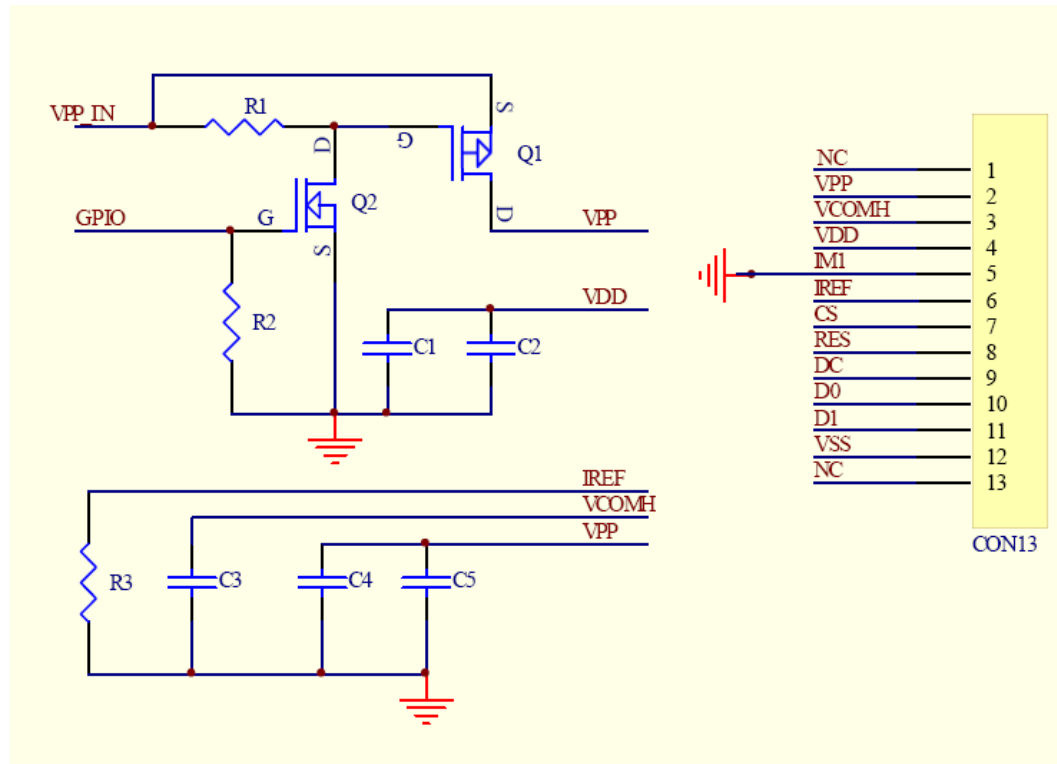 R1
VPP_IN
S
D
G
Q1
Q2
GPIO
G
D
VPP
S
VDD
R2
C1
C2
IREF
VCOMH
VPP
R3
C3
C4
C5
NC
1
VPP
2
VCOMH
3
VDD
4
IM1
5
IREF
6
CS
7
RES
8
DC
9
D0
10
D1
11
VSS
12
NC
13
CON13